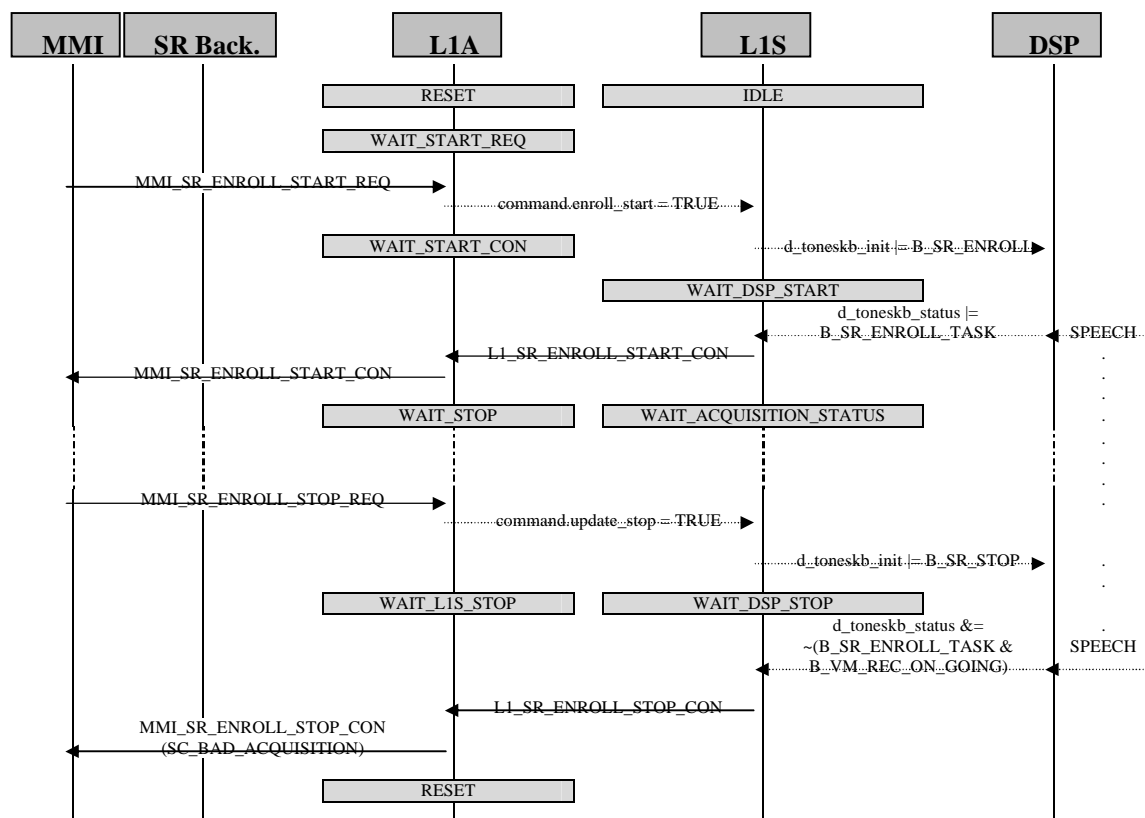 MMI
SR Back.
L1A
L1S
DSP
RESET
IDLE
WAIT_START_REQ
MMI_SR_ENROLL_START_REQ
command.enroll_start = TRUE
WAIT_START_CON
d_toneskb_init |= B_SR_ENROLL
WAIT_DSP_START
d_toneskb_status |=
B_SR_ENROLL_TASK
SPEECH
L1_SR_ENROLL_START_CON
MMI_SR_ENROLL_START_CON
WAIT_STOP
WAIT_ACQUISITION_STATUS
MMI_SR_ENROLL_STOP_REQ
command.update_stop = TRUE
d_toneskb_init |= B_SR_STOP
WAIT_L1S_STOP
WAIT_DSP_STOP
d_toneskb_status &=
~(B_SR_ENROLL_TASK &
B_VM_REC_ON_GOING)
SPEECH
L1_SR_ENROLL_STOP_CON
MMI_SR_ENROLL_STOP_CON
(SC_BAD_ACQUISITION)
RESET